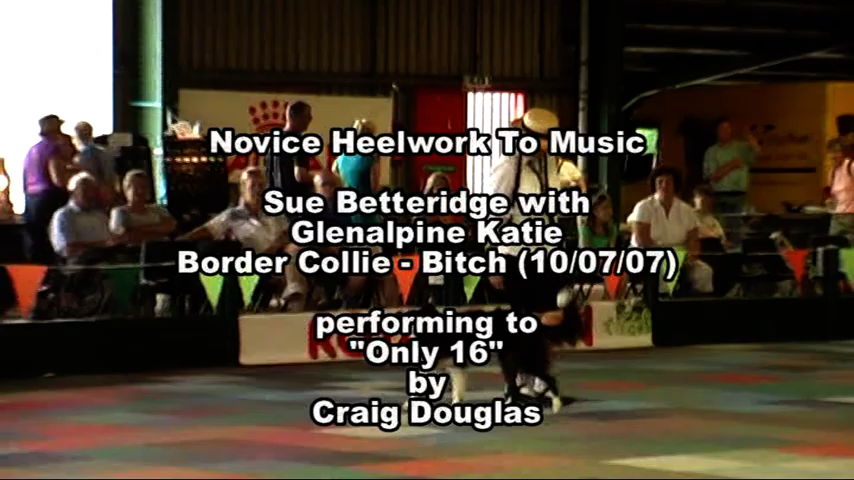 Novice Heelwork To Music
Sue Betteridge with
Glenalpine Katie
Border Collie - Bitch (10/07/07)
performing to
"Only 16"
by
Craig Douglas